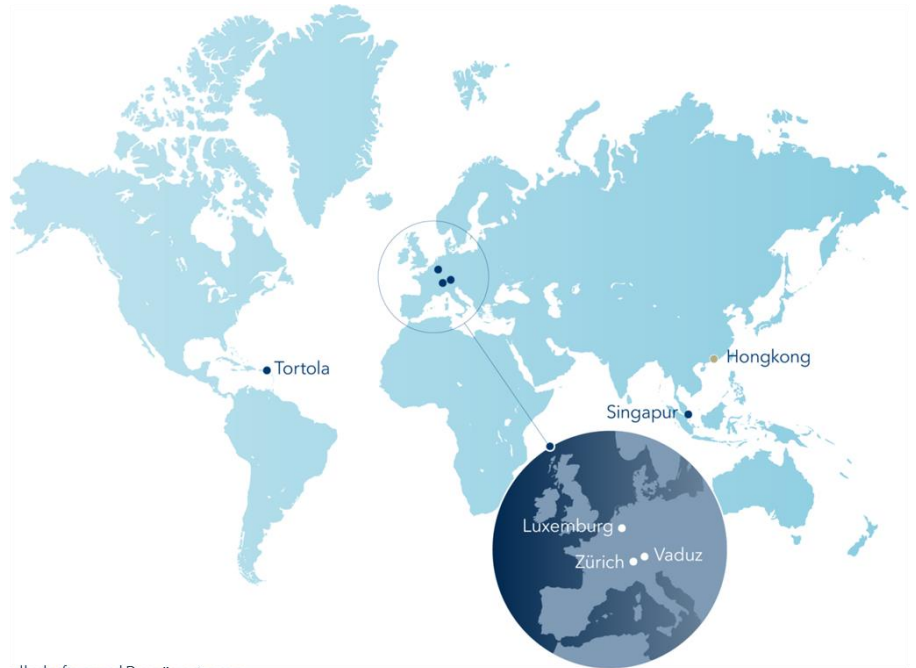 Hongkong
Tortola
Singapur
Luxemburg
Vaduz
Zürich